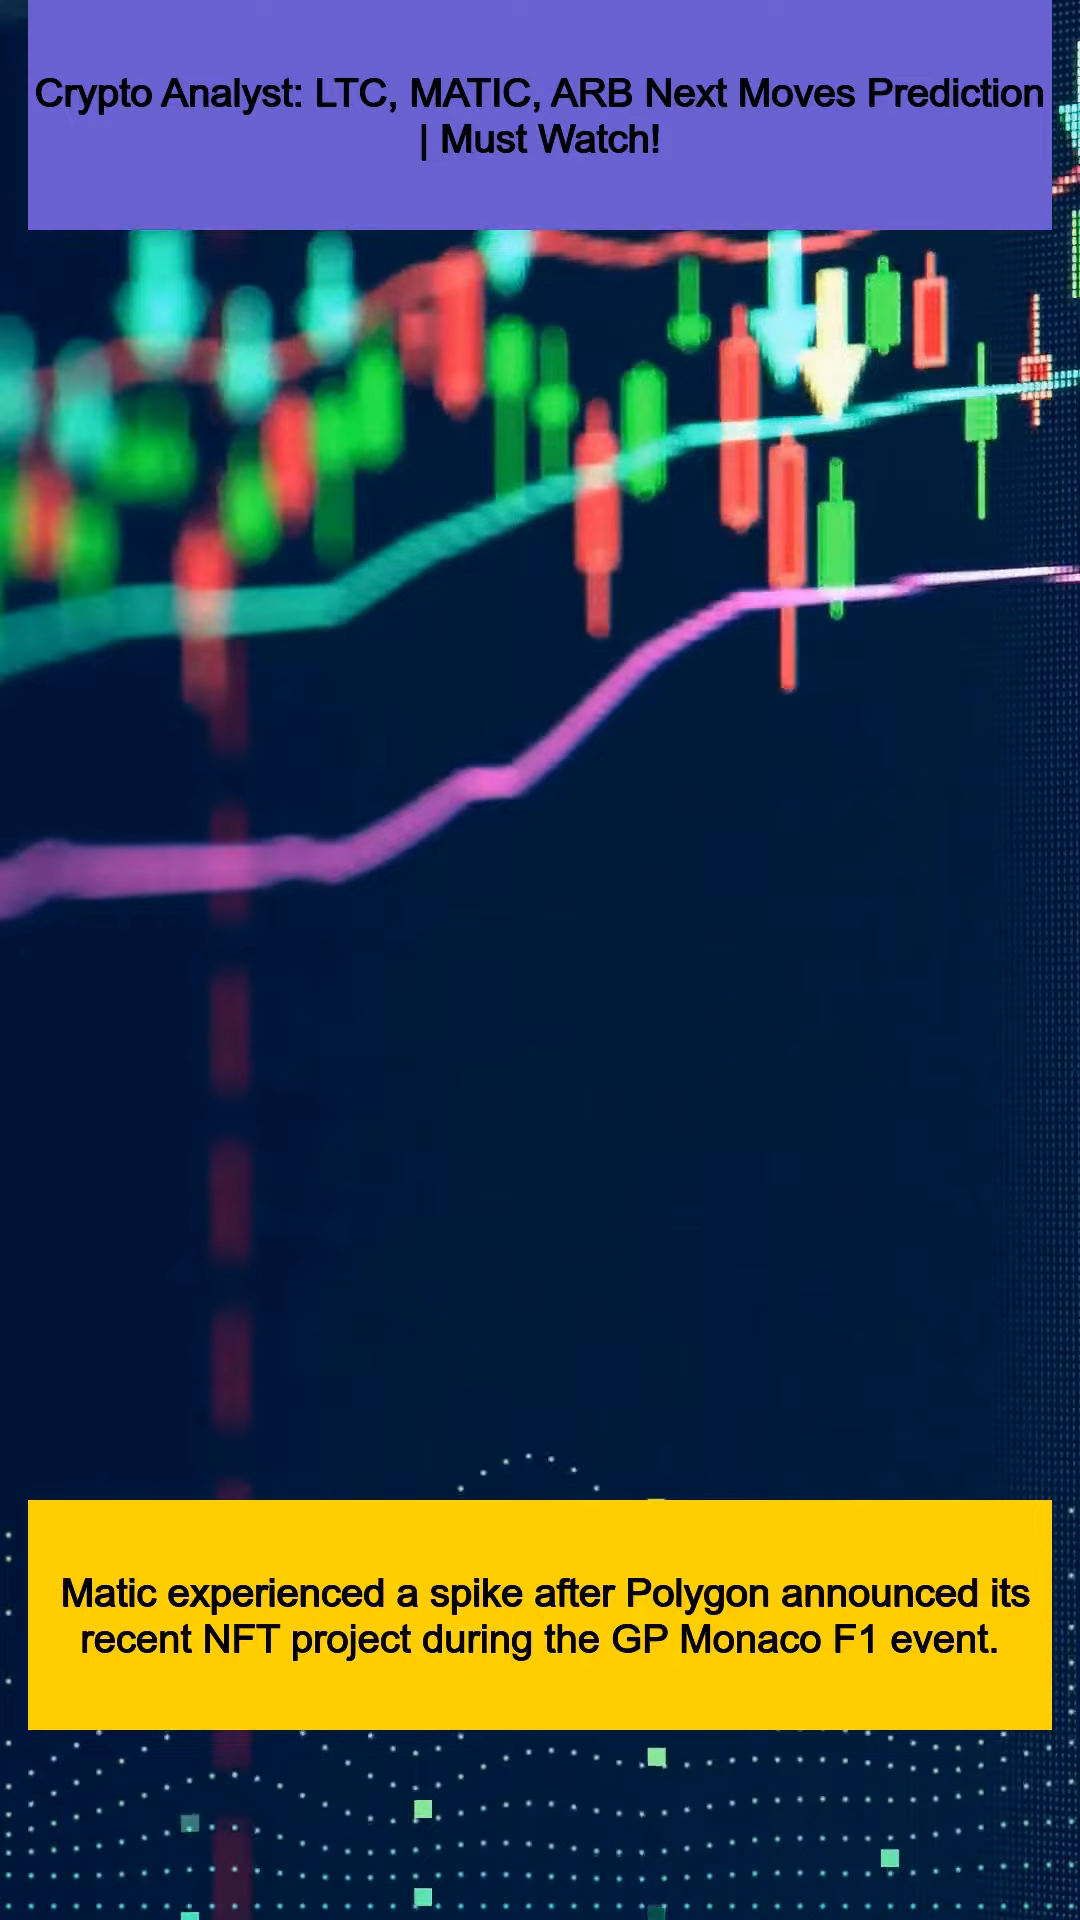 Crypto Analyst: LTC, MATIC, ARB Next Moves Prediction
| Must Watch!
Matic experienced a spike after Polygon announced its
recent NFT project during the GP Monaco F1 event.